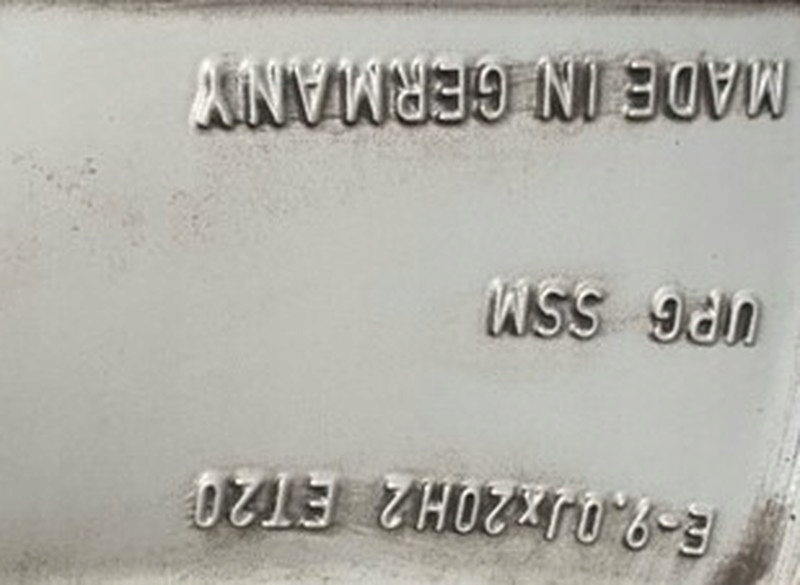 E-9.0Jx20H2 ET20
UPG SSM
MADE IN GERMANY